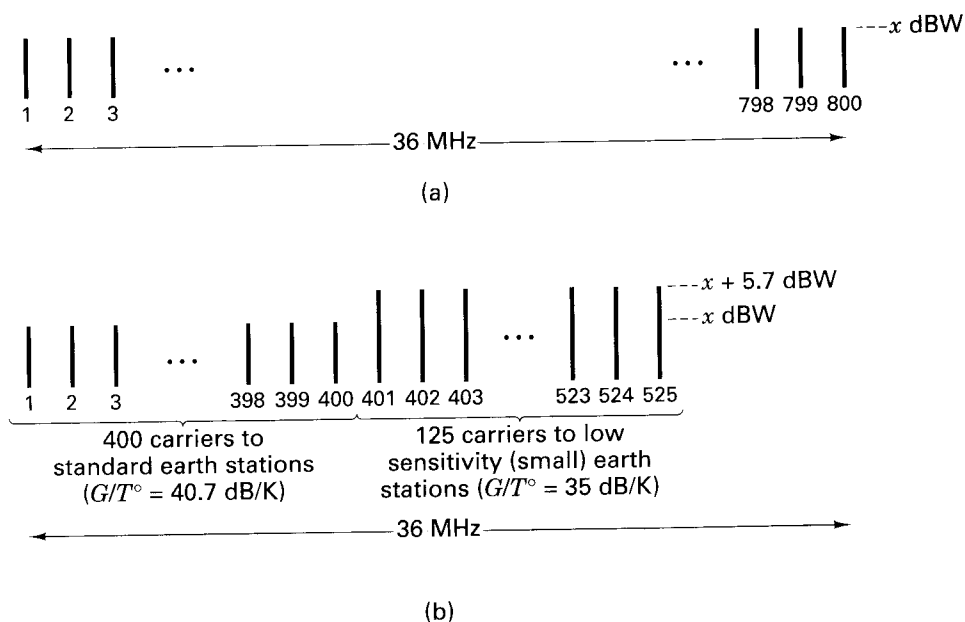 ---x dBW
1 2 3 ··· ··· 798 799 800
36 MHz
(a)
---x + 5.7 dBW
---x dBW
1 2 3 ··· 398 399 400 401 402 403 ··· 523 524 525
400 carriers to
standard earth stations
(G/T° = 40.7 dB/K)
125 carriers to low
sensitivity (small) earth
stations (G/T° = 35 dB/K)
36 MHz
(b)